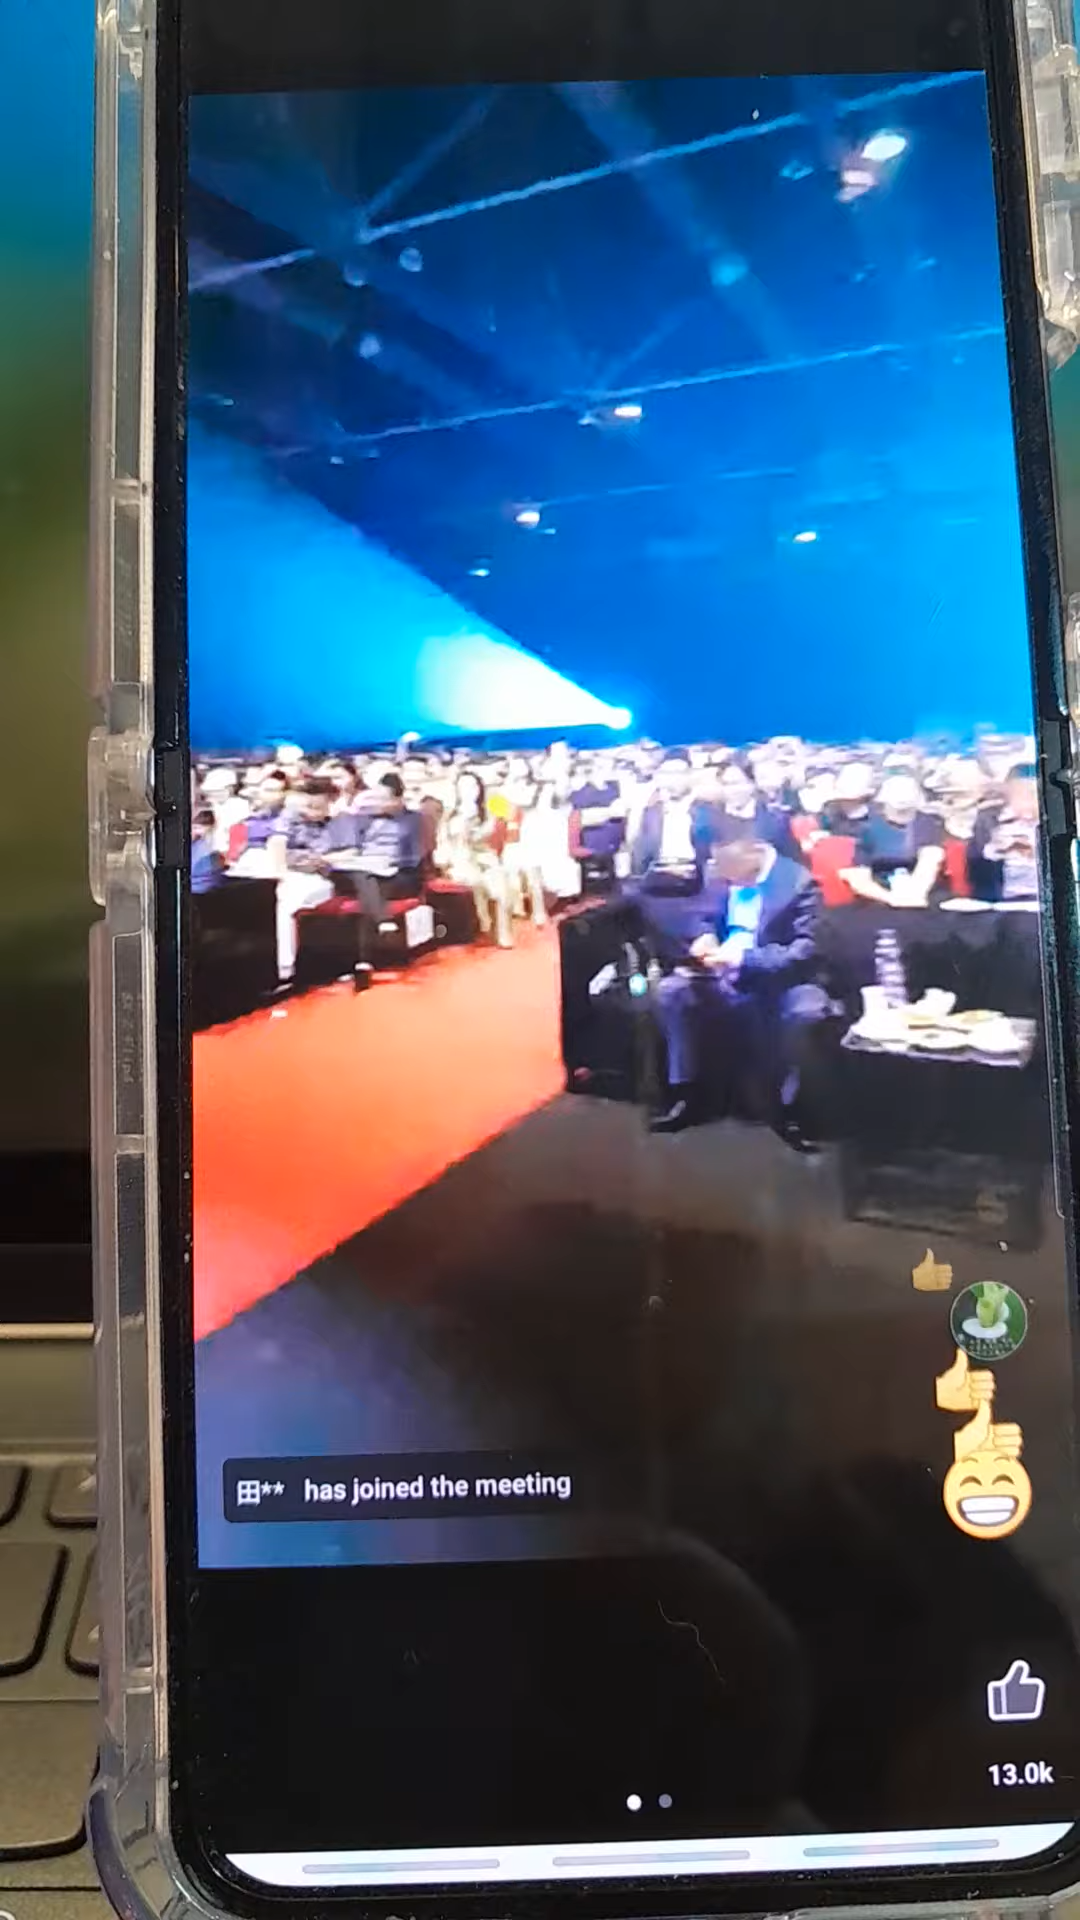 田** has joined the meeting
13.0k